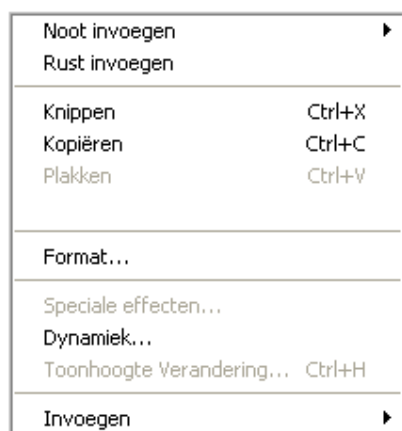 Noot invoegen
Rust invoegen
Knippen Ctrl+X
Kopiëren Ctrl+C
Plakken Ctrl+V
Format...
Speciale effecten...
Dynamiek...
Toonhoogte Verandering... Ctrl+H
Invoegen